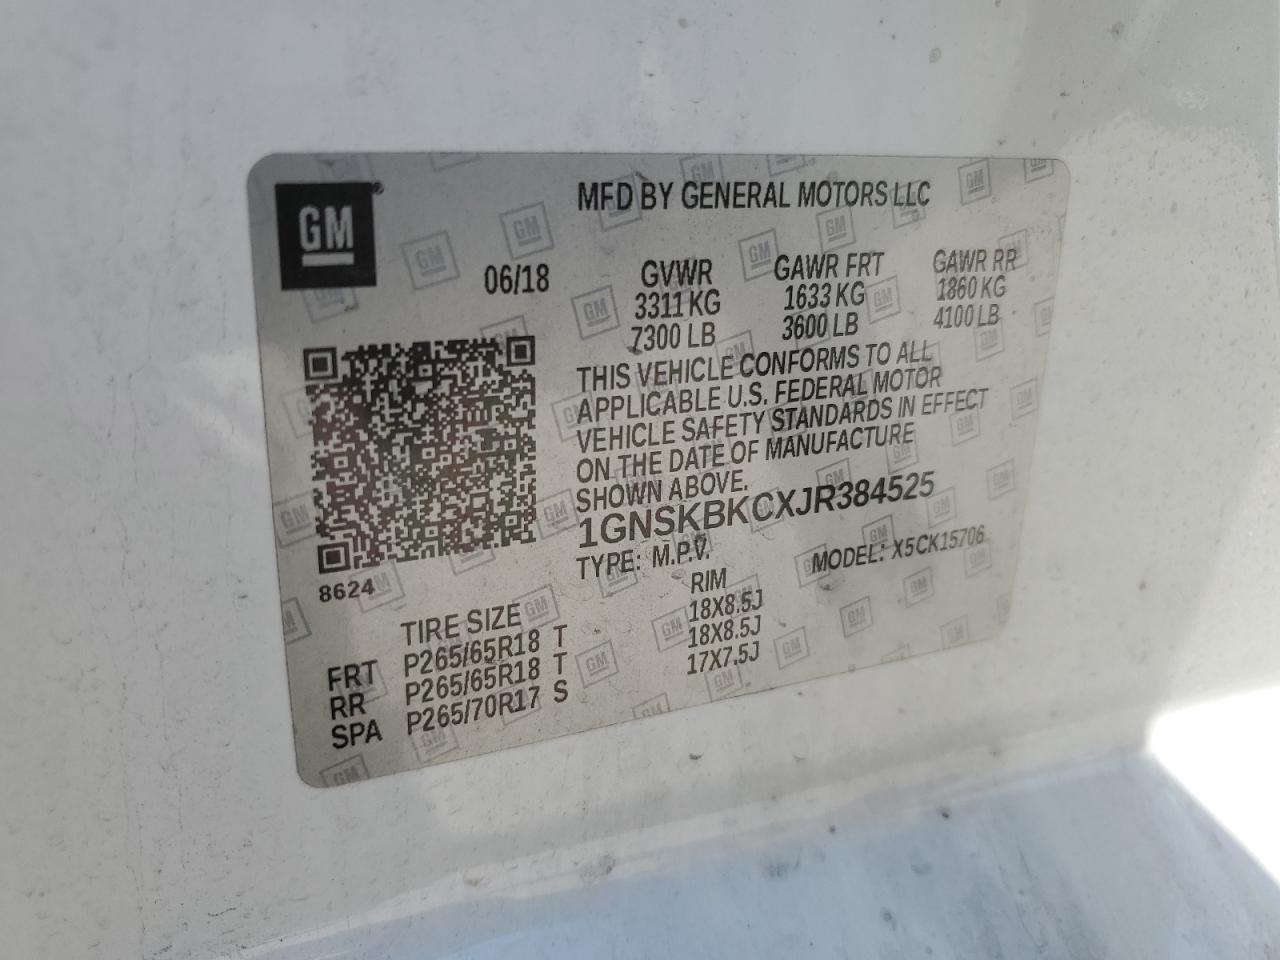 GM®
MFD BY GENERAL MOTORS LLC
06/18
GVWR GAWR FRT GAWR RR
3311 KG 1633 KG 1860 KG
7300 LB 3600 LB 4100 LB
THIS VEHICLE CONFORMS TO ALL
APPLICABLE U.S. FEDERAL MOTOR
VEHICLE SAFETY STANDARDS IN EFFECT
ON THE DATE OF MANUFACTURE
SHOWN ABOVE.
1GNSKBKCXJR384525
TYPE: M.P.V. MODEL: X5CK15706
8624
TIRE SIZE RIM
FRT P265/65R18 T 18X8.5J
RR P265/65R18 T 18X8.5J
SPA P265/70R17 S 17X7.5J